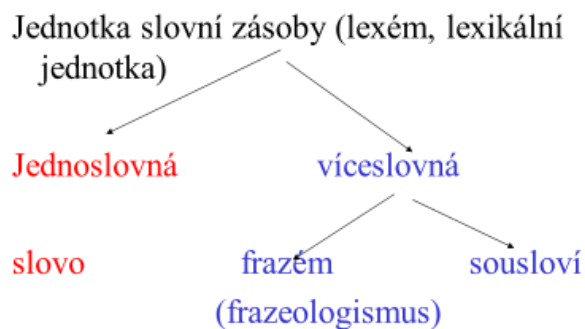 Jednotka slovní zásoby (lexém, lexikální
jednotka)
Jednoslovná víceslovná
slovo frazém sousloví
(frazeologismus)